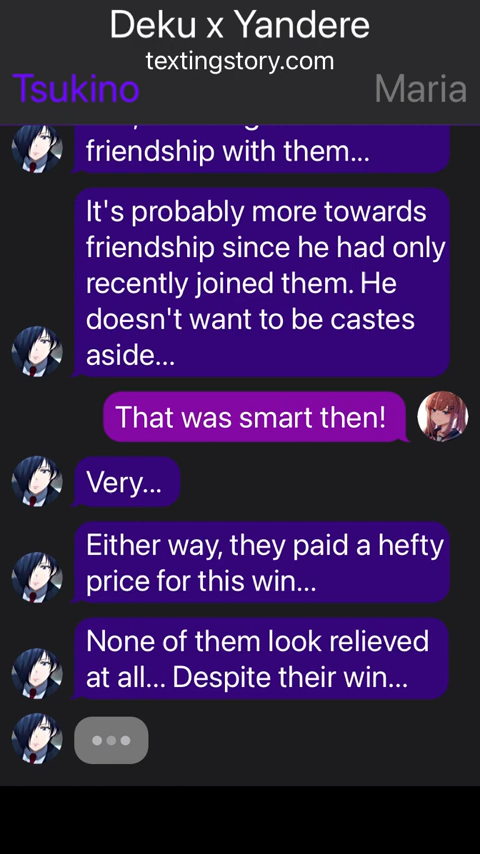 Deku x Yandere
textingstory.com
Tsukino
Maria
friendship with them...
It's probably more towards
friendship since he had only
recently joined them. He
doesn't want to be castes
aside...
That was smart then!
Very...
Either way, they paid a hefty
price for this win...
None of them look relieved
at all... Despite their win...